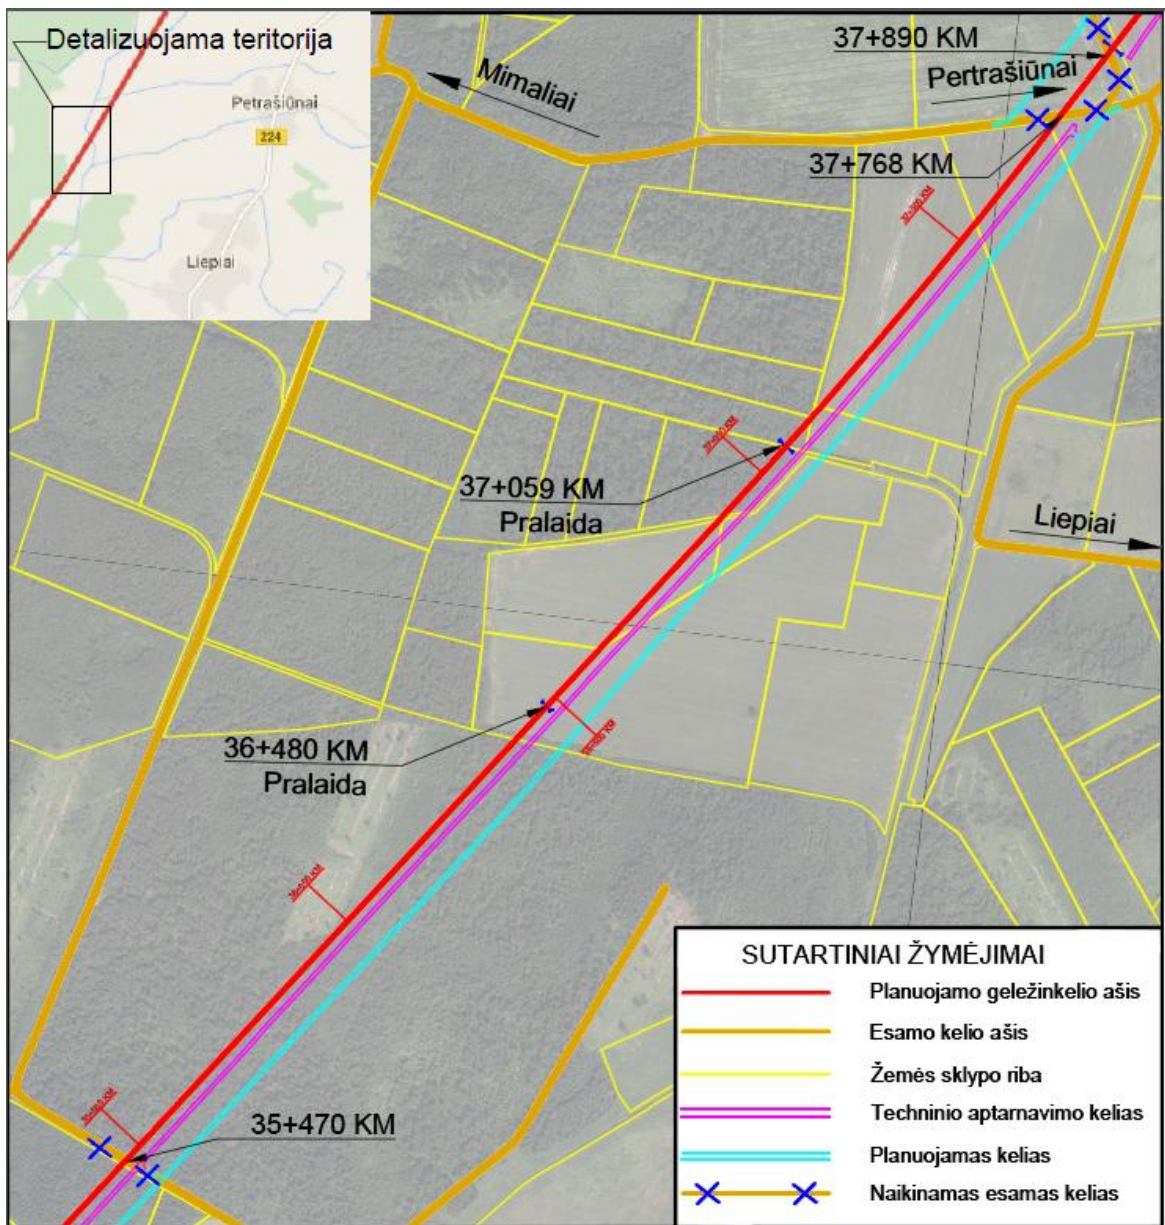 Detalizuojama teritorija
Petrašiūnai
224
Liepiai
37+890 KM
Mimaliai
Pertrašiūnai
37+768 KM
37+059 KM
Pralaida
Liepiai
36+480 KM
Pralaida
35+470 KM
SUTARTINIAI ŽYMĖJIMAI
Planuojamo geležinkelio ašis
Esamo kelio ašis
Žemės sklypo riba
Techninio aptarnavimo kelias
Planuojamas kelias
Naikinamas esamas kelias